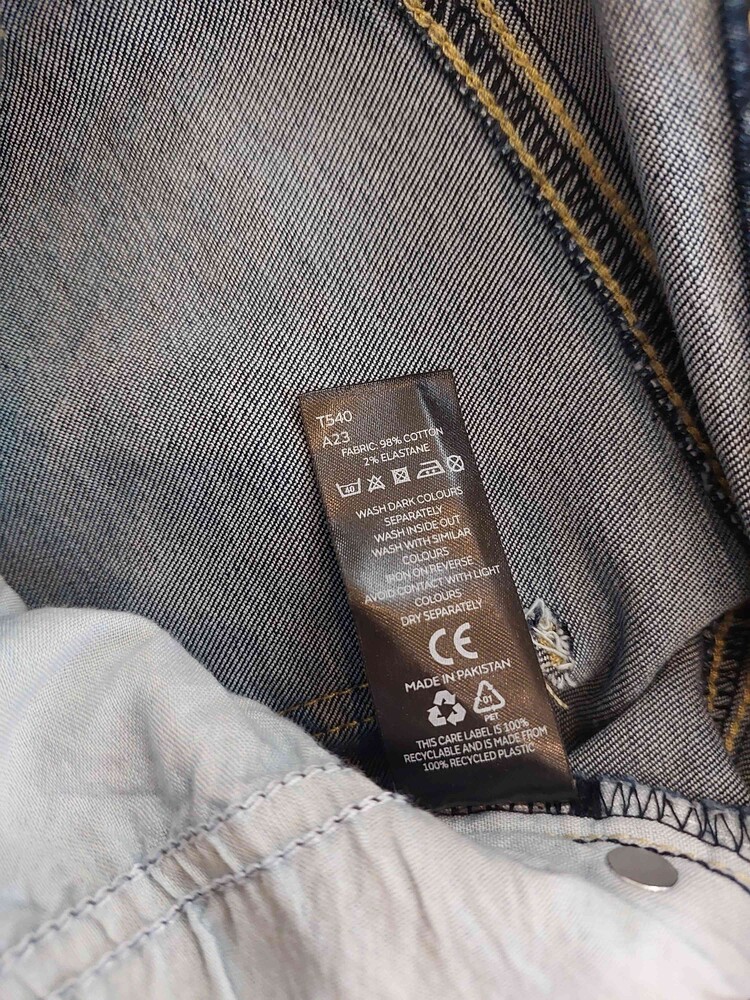 T540
A23
FABRIC: 98% COTTON
2% ELASTANE
40
WASH DARK COLOURS
SEPARATELY
WASH INSIDE OUT
WASH WITH SIMILAR
COLOURS
IRON ON REVERSE
AVOID CONTACT WITH LIGHT
COLOURS
DRY SEPARATELY
CE
MADE IN PAKISTAN
01
PET
THIS CARE LABEL IS 100%
RECYCLABLE AND IS MADE FROM
100% RECYCLED PLASTIC